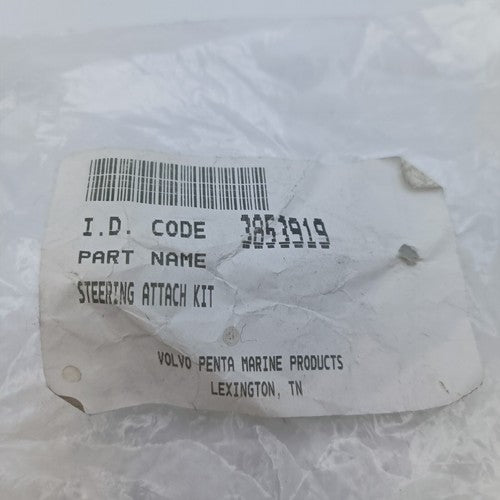 I.D. CODE 3853919
PART NAME
STEERING ATTACH KIT
VOLVO PENTA MARINE PRODUCTS
LEXINGTON, TN